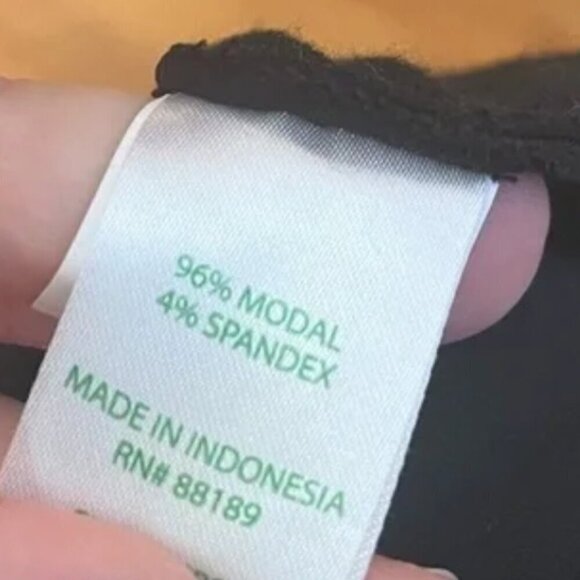 96% MODAL
4% SPANDEX
MADE IN INDONESIA
RN# 88189